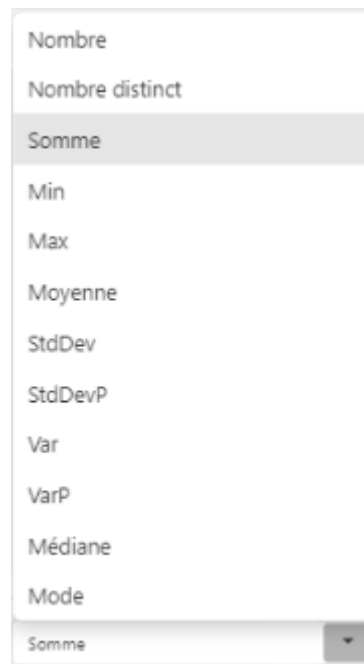 Nombre
Nombre distinct
Somme
Min
Max
Moyenne
StdDev
StdDevP
Var
VarP
Médiane
Mode
Somme